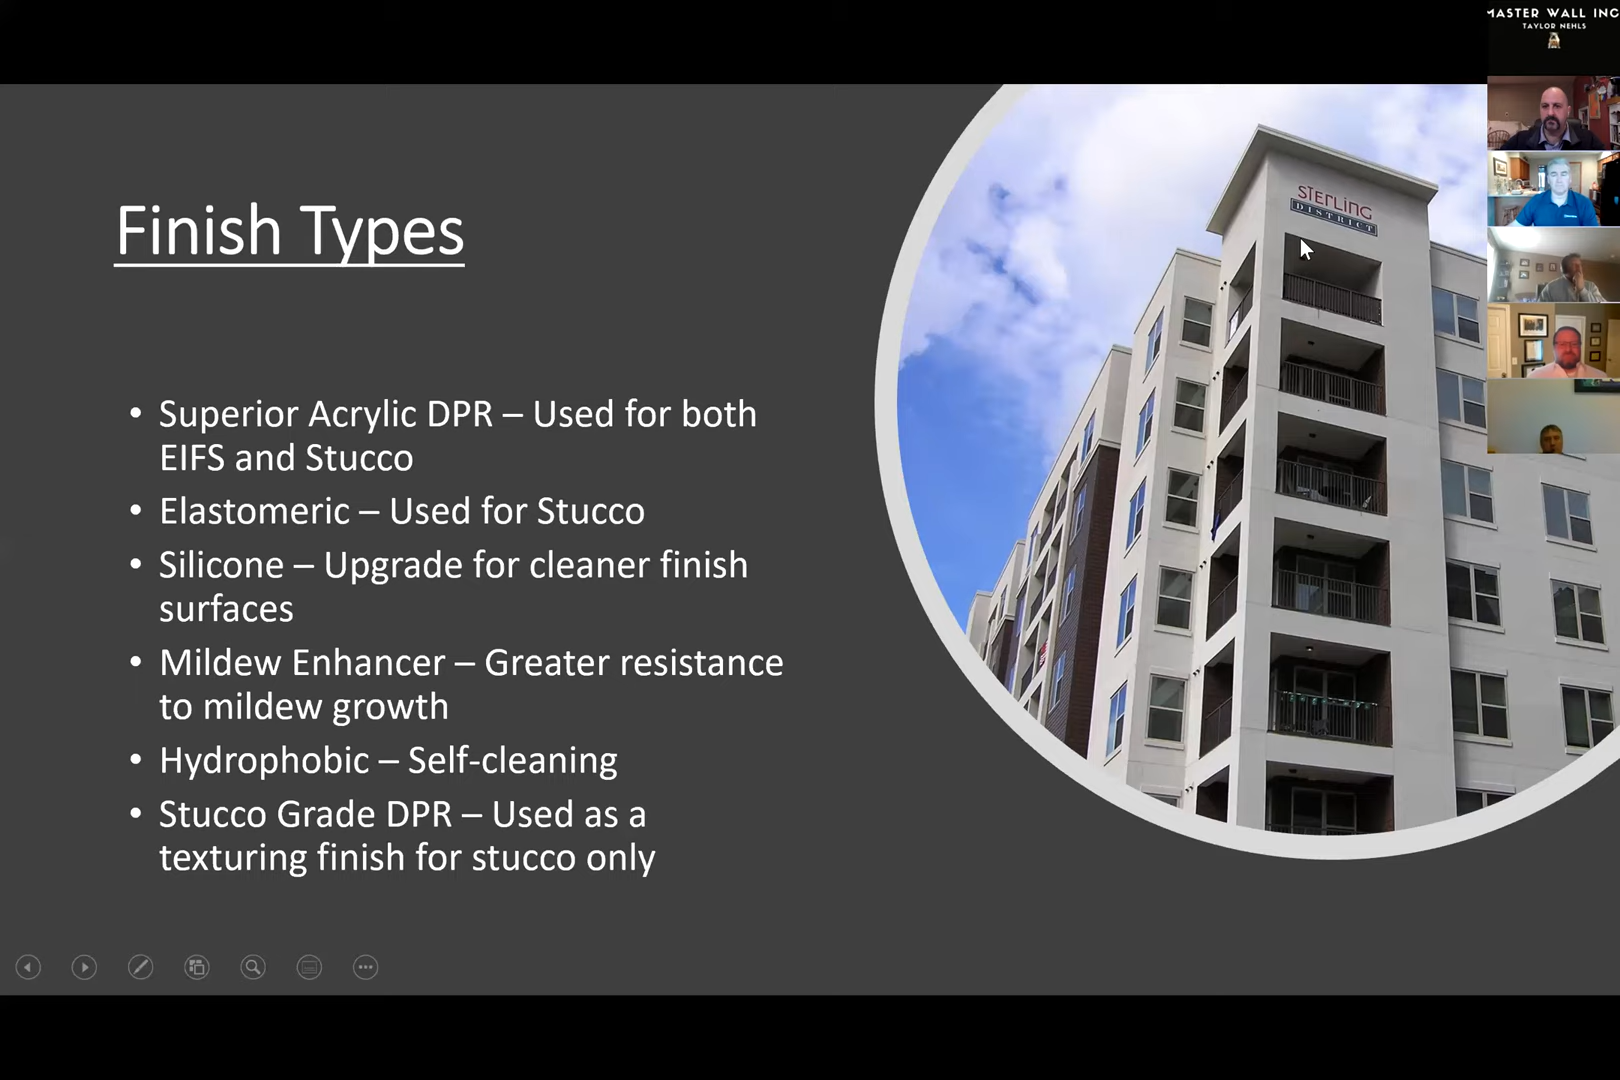 MASTER WALL INC
TAYLOR NEHLS
Finish Types
• Superior Acrylic DPR – Used for both
EIFS and Stucco
• Elastomeric – Used for Stucco
• Silicone – Upgrade for cleaner finish
surfaces
• Mildew Enhancer – Greater resistance
to mildew growth
• Hydrophobic – Self-cleaning
• Stucco Grade DPR – Used as a
texturing finish for stucco only
STERLING
DISTRICT